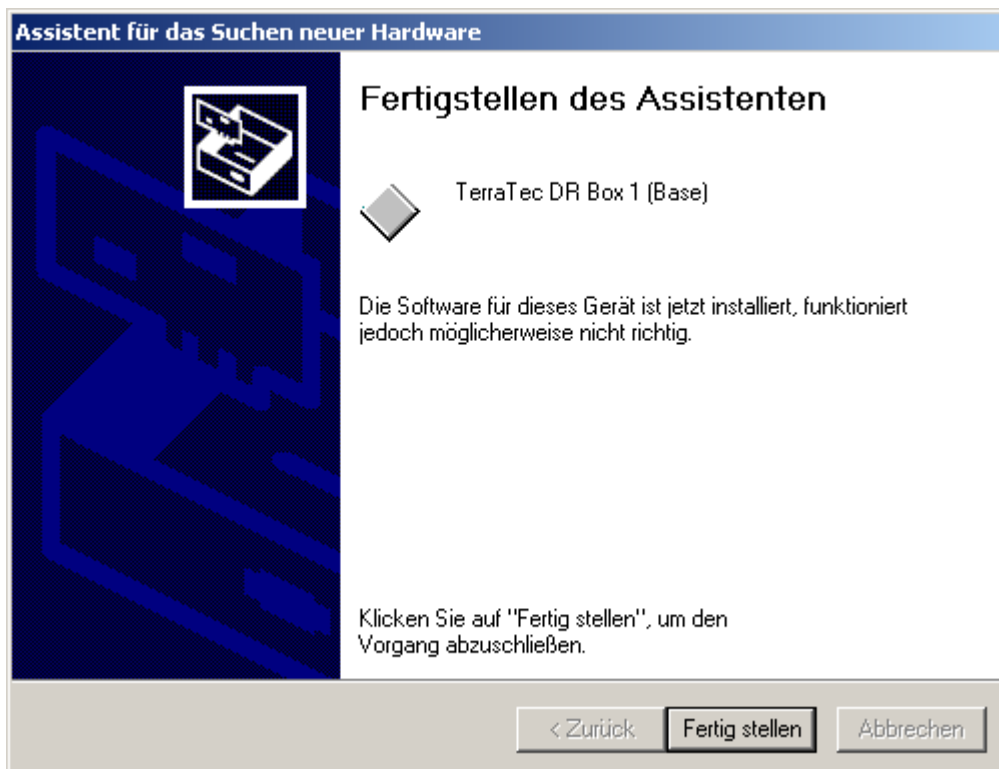 Assistent für das Suchen neuer Hardware
Fertigstellen des Assistenten
TerraTec DR Box 1 (Base)
Die Software für dieses Gerät ist jetzt installiert, funktioniert
jedoch möglicherweise nicht richtig.
Klicken Sie auf "Fertig stellen", um den
Vorgang abzuschließen.
< Zurück
Fertig stellen
Abbrechen